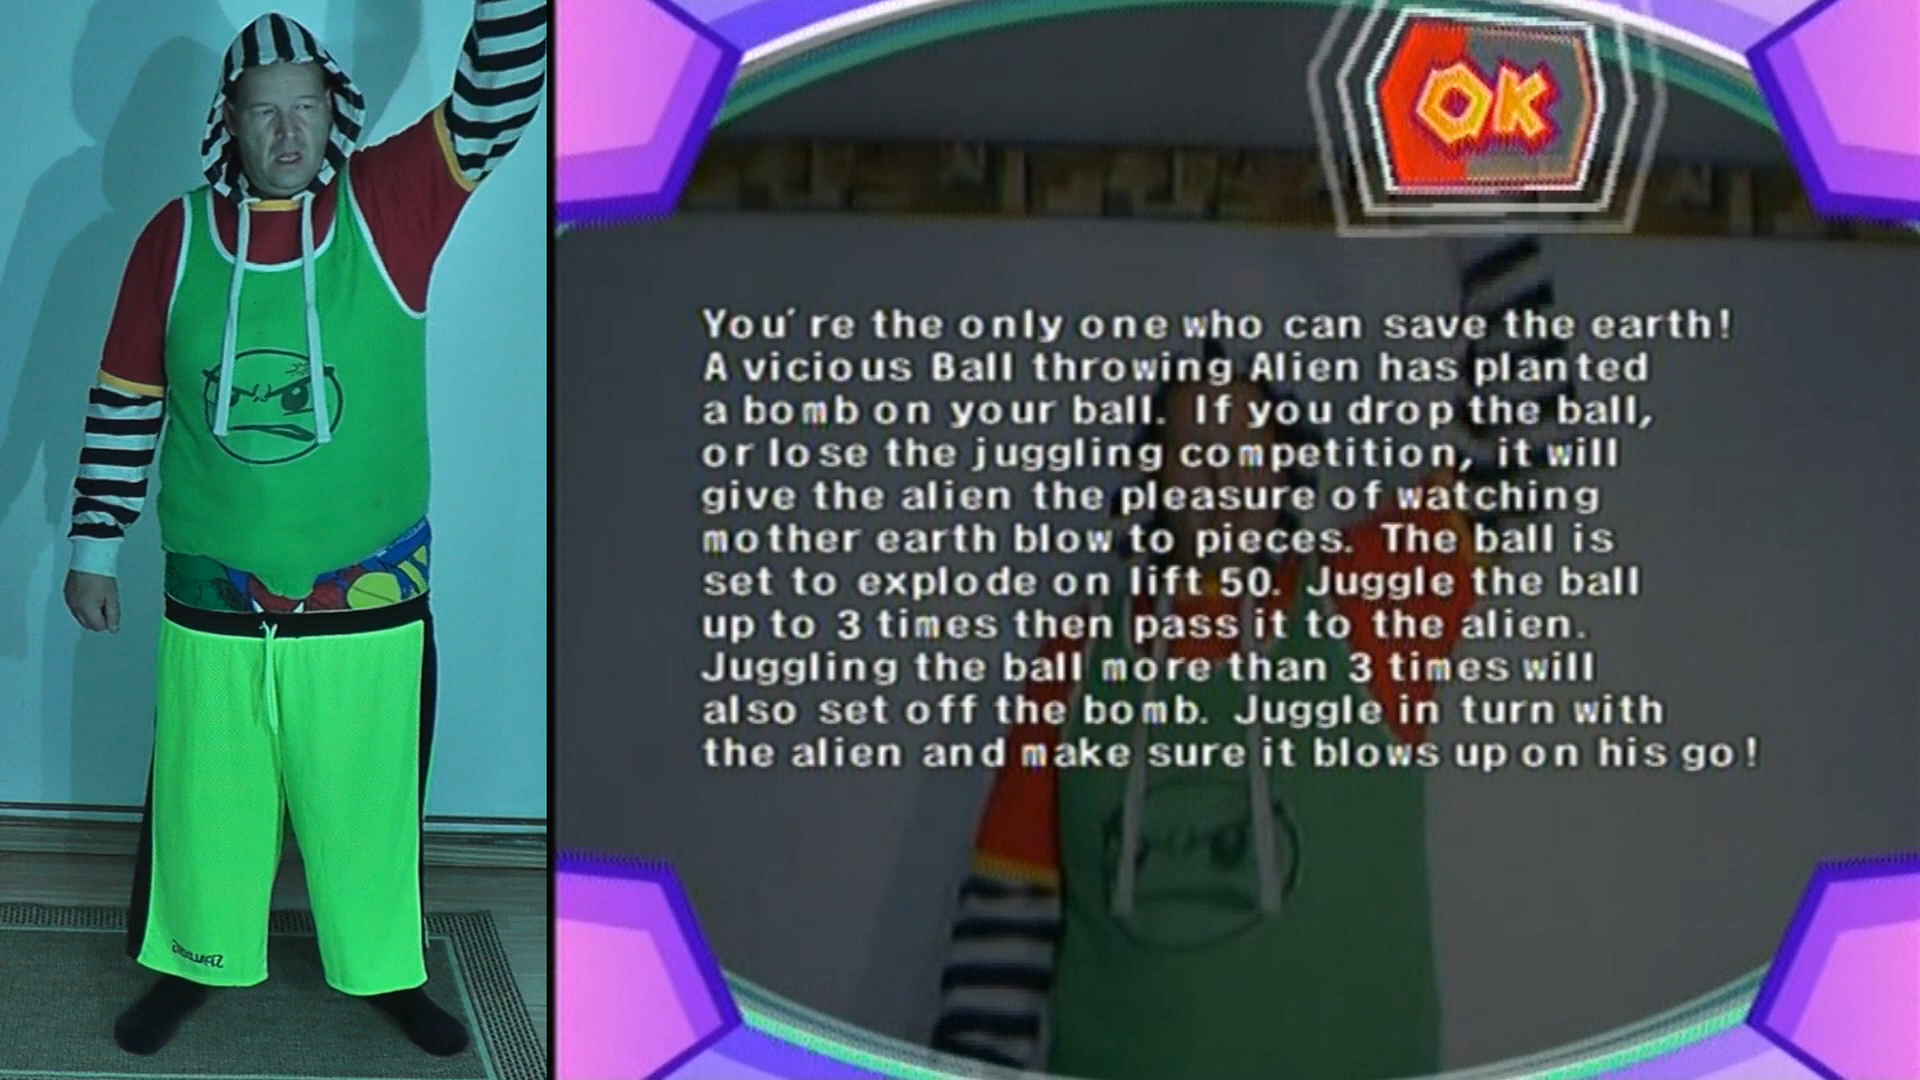 OK
You're the only one who can save the earth!
A vicious Ball throwing Alien has planted
a bomb on your ball. If you drop the ball,
or lose the juggling competition, it will
give the alien the pleasure of watching
mother earth blow to pieces. The ball is
set to explode on lift 50. Juggle the ball
up to 3 times then pass it to the alien.
Juggling the ball more than 3 times will
also set off the bomb. Juggle in turn with
the alien and make sure it blows up on his go!